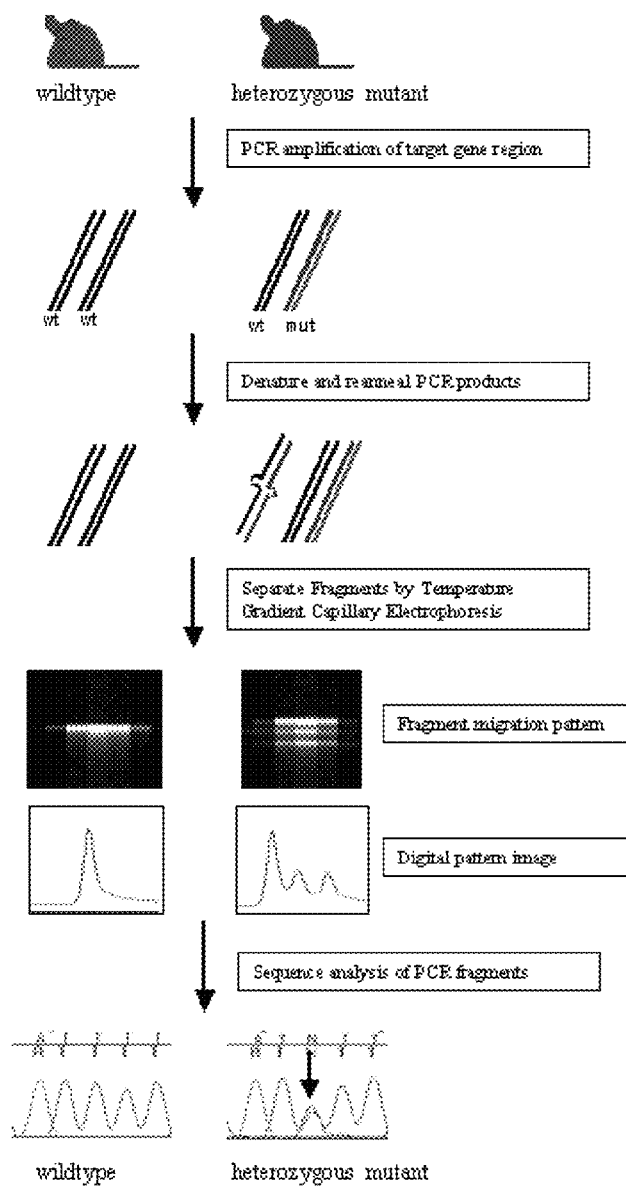 wildtype
heterozygous mutant
PCR amplification of target gene region
wt wt
wt mut
Denature and reanneal PCR products
Separate Fragments by Temperature
Gradient Capillary Electrophoresis
Fragment migration pattern
Digital pattern image
Sequence analysis of PCR fragments
wildtype
heterozygous mutant